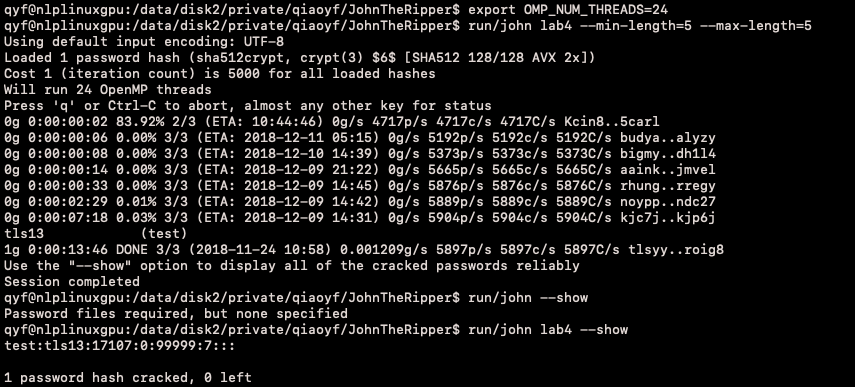 qyf@nlplinuxgpu:/data/disk2/private/qiaoyf/JohnTheRipper$ export OMP_NUM_THREADS=24
qyf@nlplinuxgpu:/data/disk2/private/qiaoyf/JohnTheRipper$ run/john lab4 --min-length=5 --max-length=5
Using default input encoding: UTF-8
Loaded 1 password hash (sha512crypt, crypt(3) $6$ [SHA512 128/128 AVX 2x])
Cost 1 (iteration count) is 5000 for all loaded hashes
Will run 24 OpenMP threads
Press 'q' or Ctrl-C to abort, almost any other key for status
0g 0:00:00:02 83.92% 2/3 (ETA: 10:44:46) 0g/s 4717p/s 4717c/s 4717C/s Kcin8..5carl
0g 0:00:00:06 0.00% 3/3 (ETA: 2018-12-11 05:15) 0g/s 5192p/s 5192c/s 5192C/s budya..alyzy
0g 0:00:00:08 0.00% 3/3 (ETA: 2018-12-10 14:39) 0g/s 5373p/s 5373c/s 5373C/s bigmy..dh1l4
0g 0:00:00:14 0.00% 3/3 (ETA: 2018-12-09 21:22) 0g/s 5665p/s 5665c/s 5665C/s aaink..jmvel
0g 0:00:00:33 0.00% 3/3 (ETA: 2018-12-09 14:45) 0g/s 5876p/s 5876c/s 5876C/s rhung..rregy
0g 0:00:02:29 0.01% 3/3 (ETA: 2018-12-09 14:42) 0g/s 5889p/s 5889c/s 5889C/s noypp..ndc27
0g 0:00:07:18 0.03% 3/3 (ETA: 2018-12-09 14:31) 0g/s 5904p/s 5904c/s 5904C/s kjc7j..kjp6j
tls13            (test)
1g 0:00:13:46 DONE 3/3 (2018-11-24 10:58) 0.001209g/s 5897p/s 5897c/s 5897C/s tlsyy..roig8
Use the "--show" option to display all of the cracked passwords reliably
Session completed
qyf@nlplinuxgpu:/data/disk2/private/qiaoyf/JohnTheRipper$ run/john --show
Password files required, but none specified
qyf@nlplinuxgpu:/data/disk2/private/qiaoyf/JohnTheRipper$ run/john lab4 --show
test:tls13:17107:0:99999:7:::
1 password hash cracked, 0 left